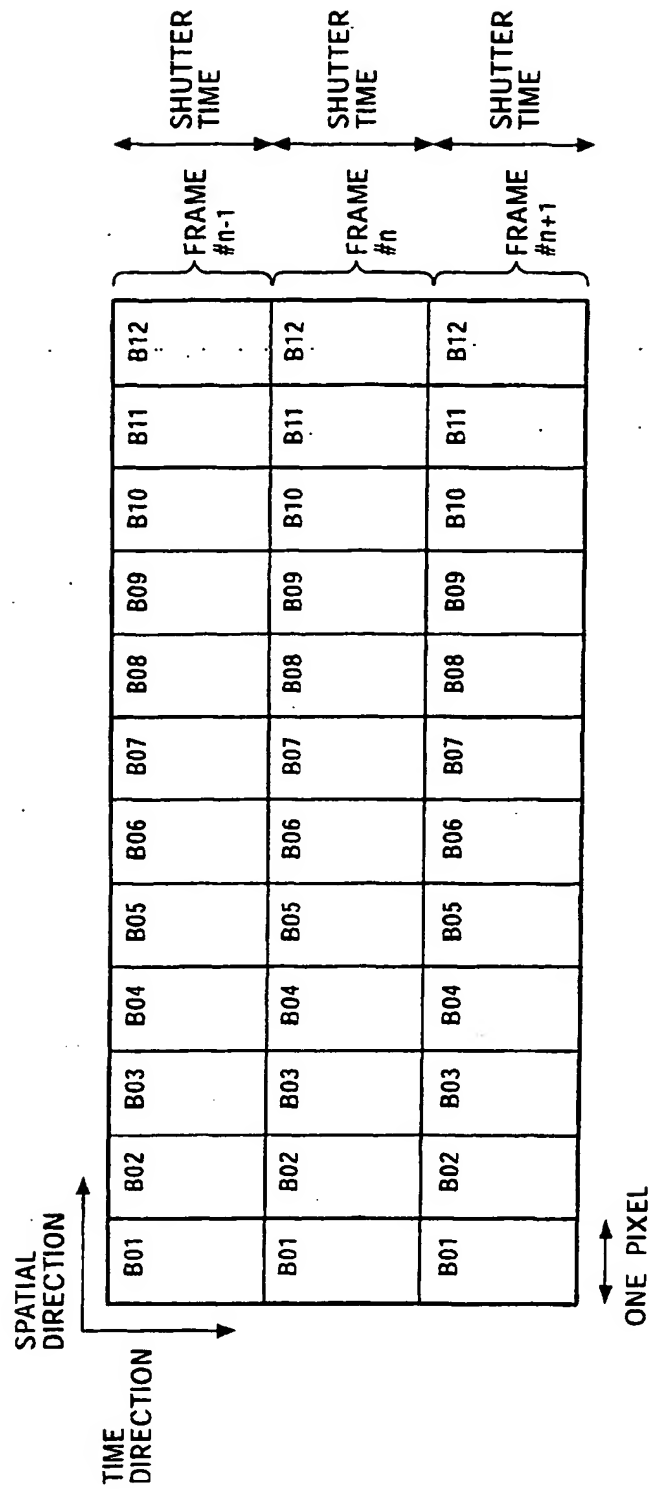 SPATIAL
DIRECTION
TIME
DIRECTION
B01 B02 B03 B04 B05 B06 B07 B08 B09 B10 B11 B12
FRAME
#n-1
SHUTTER
TIME
B01 B02 B03 B04 B05 B06 B07 B08 B09 B10 B11 B12
FRAME
#n
SHUTTER
TIME
B01 B02 B03 B04 B05 B06 B07 B08 B09 B10 B11 B12
FRAME
#n+1
SHUTTER
TIME
ONE PIXEL